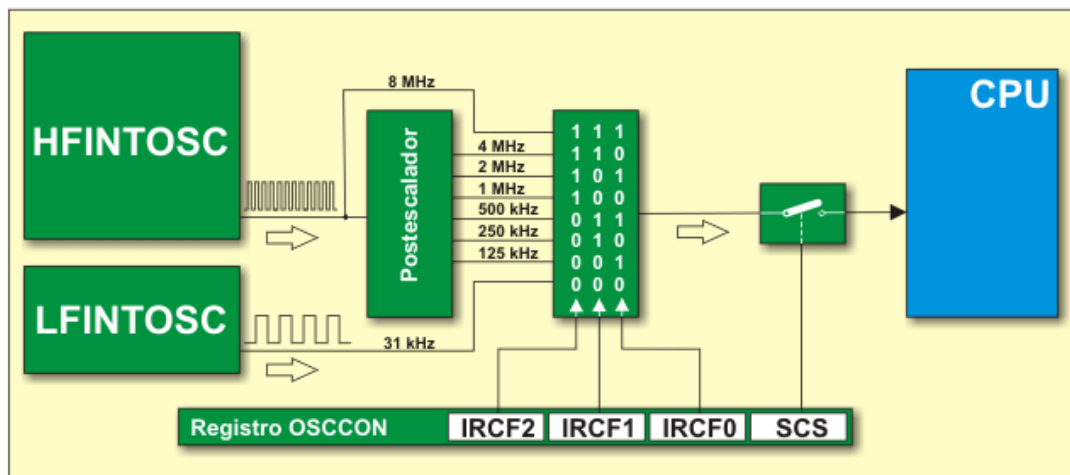 HFINTOSC
LFINTOSC
8 MHz
Postescalador
4 MHz
2 MHz
1 MHz
500 kHz
250 kHz
125 kHz
31 kHz
1 1 1
1 1 0
1 0 1
1 0 0
0 1 1
0 1 0
0 0 1
0 0 0
CPU
Registro OSCCON
IRCF2
IRCF1
IRCF0
SCS